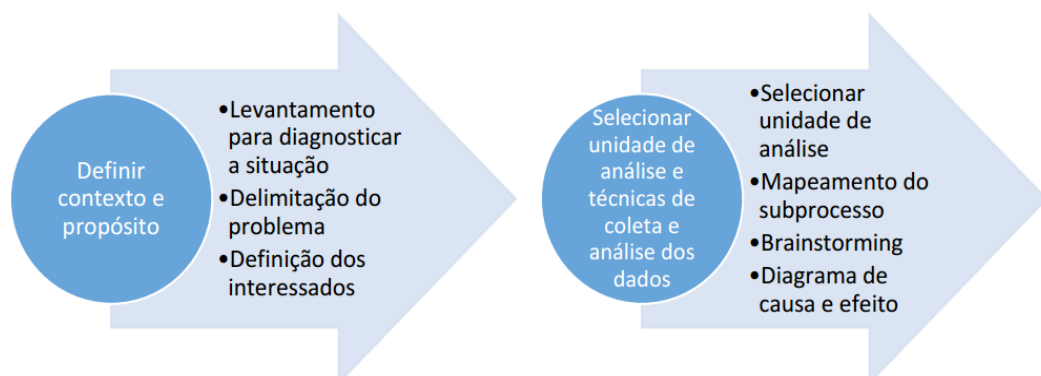 Definir
contexto e
propósito
•Levantamento
para diagnosticar
a situação
•Delimitação do
problema
•Definição dos
interessados
Selecionar
unidade de
análise e
técnicas de
coleta e
análise dos
dados
•Selecionar
unidade de
análise
•Mapeamento do
subprocesso
•Brainstorming
•Diagrama de
causa e efeito